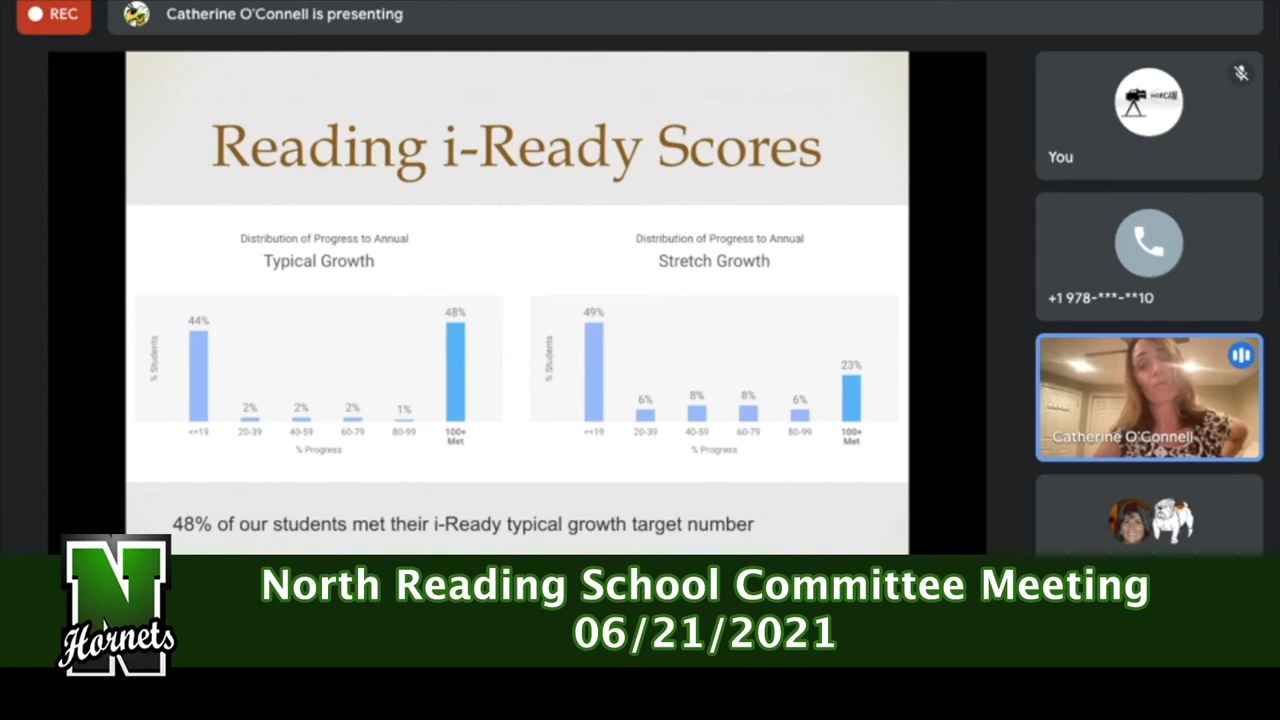 REC
Catherine O'Connell is presenting
Reading i-Ready Scores
Distribution of Progress to Annual
Typical Growth
% Students
44%
2%
2%
2%
1%
48%
<=19
20-39
40-59
60-79
80-99
100+
Met
% Progress
Distribution of Progress to Annual
Stretch Growth
% Students
49%
6%
8%
8%
6%
23%
<=19
20-39
40-59
60-79
80-99
100+
Met
% Progress
48% of our students met their i-Ready typical growth target number
NORCAM
You
+1 978-***-**10
Catherine O'Connell
N
Hornets
North Reading School Committee Meeting
06/21/2021